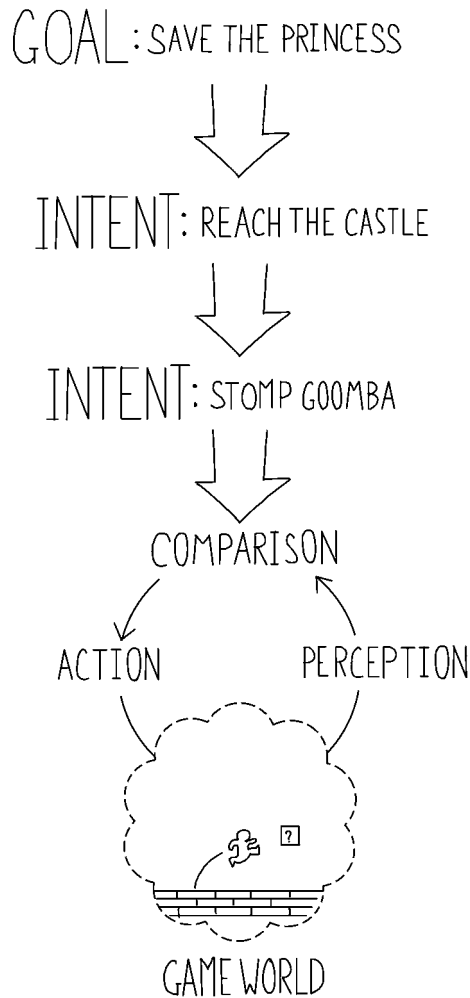 GOAL: SAVE THE PRINCESS
INTENT: REACH THE CASTLE
INTENT: STOMP GOOMBA
COMPARISON
ACTION
PERCEPTION
?
GAME WORLD